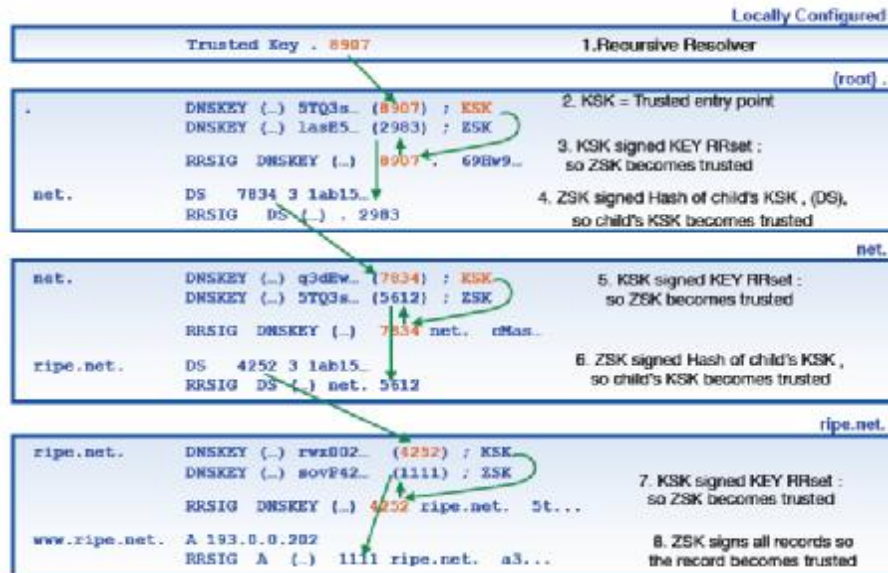 Locally Configured
Trusted Key . 8907
1.Recursive Resolver
(root) .
.
DNSKEY (…) 5TQ3s… (8907) ; KSK
DNSKEY (…) lasE5… (2983) ; ZSK
2. KSK = Trusted entry point
RRSIG DNSKEY (…) 8907 . 69Hw9…
3. KSK signed KEY RRset :
so ZSK becomes trusted
net.
DS 7834 3 1ab15…
RRSIG DS (…) . 2983
4. ZSK signed Hash of child's KSK , (DS),
so child's KSK becomes trusted
net.
net.
DNSKEY (…) q3dEw… (7834) ; KSK
DNSKEY (…) 5TQ3s… (5612) ; ZSK
5. KSK signed KEY RRset :
so ZSK becomes trusted
RRSIG DNSKEY (…) 7834 net. cMas…
ripe.net.
DS 4252 3 1ab15…
RRSIG DS (…) net. 5612
6. ZSK signed Hash of child's KSK ,
so child's KSK becomes trusted
ripe.net.
ripe.net.
DNSKEY (…) rwx002… (4252) ; KSK
DNSKEY (…) sovP42… (1111) ; ZSK
7. KSK signed KEY RRset :
so ZSK becomes trusted
RRSIG DNSKEY (…) 4252 ripe.net. 5t...
www.ripe.net.
A 193.0.0.202
RRSIG A (…) 1111 ripe.net. a3...
8. ZSK signs all records so
the record becomes trusted